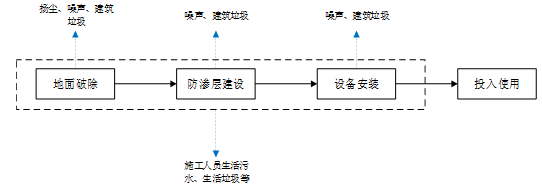 扬尘、噪声、建筑
垃圾
噪声、建筑垃圾
噪声、建筑垃圾
地面破除
防渗层建设
设备安装
投入使用
施工人员生活污
水、生活垃圾等